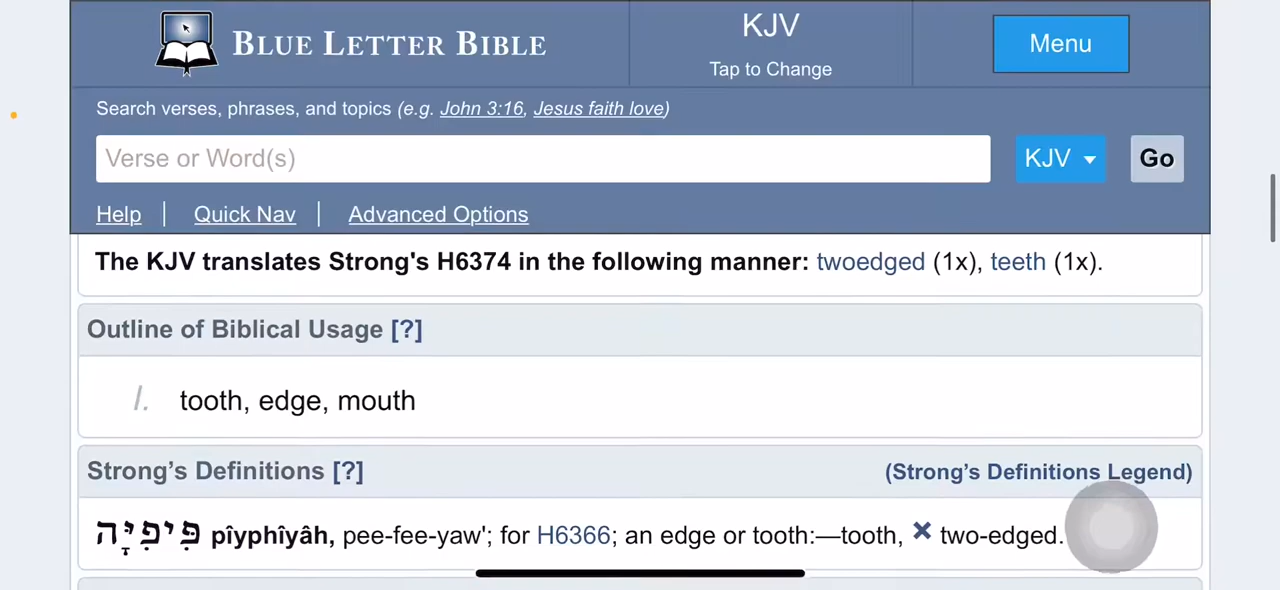 BLUE LETTER BIBLE
KJV
Tap to Change
Menu
Search verses, phrases, and topics (e.g. John 3:16, Jesus faith love)
Verse or Word(s)
KJV
Go
Help | Quick Nav | Advanced Options
The KJV translates Strong's H6374 in the following manner: twoedged (1x), teeth (1x).
Outline of Biblical Usage [?]
I. tooth, edge, mouth
Strong’s Definitions [?]
(Strong’s Definitions Legend)
פִּיפִיָּה pîyphîyâh, pee-fee-yaw'; for H6366; an edge or tooth:—tooth, × two-edged.